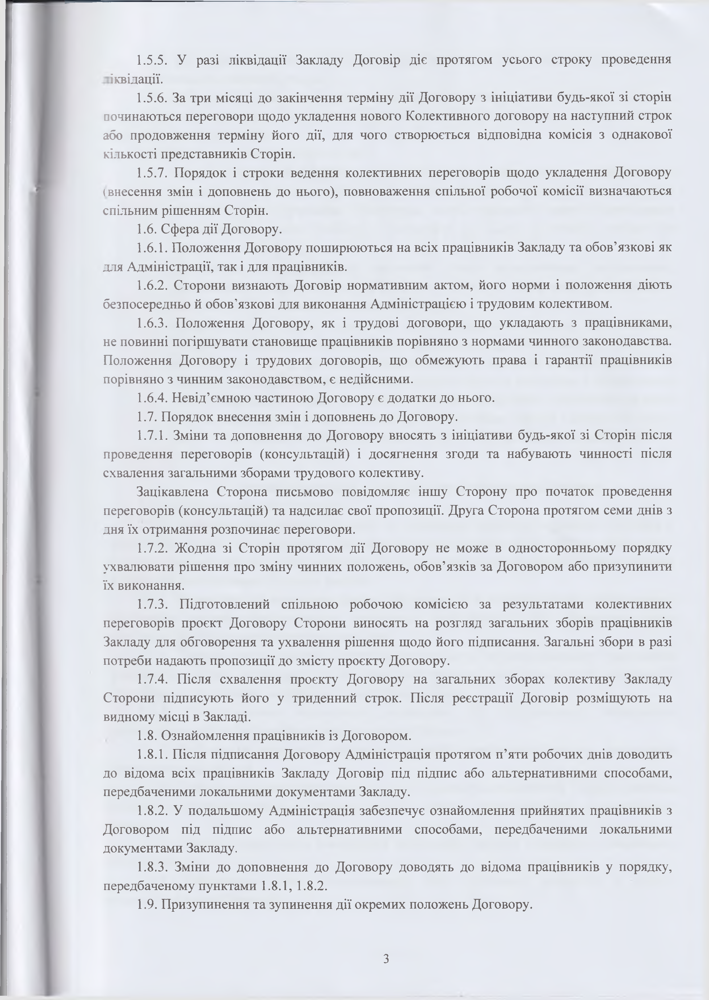 1.5.5. У разі ліквідації Закладу Договір діє протягом усього строку проведення
ліквідації.
1.5.6. За три місяці до закінчення терміну дії Договору з ініціативи будь-якої зі сторін
починаються переговори щодо укладення нового Колективного договору на наступний строк
або продовження терміну його дії, для чого створюється відповідна комісія з однакової
кількості представників Сторін.
1.5.7. Порядок і строки ведення колективних переговорів щодо укладення Договору
(внесення змін і доповнень до нього), повноваження спільної робочої комісії визначаються
спільним рішенням Сторін.
1.6. Сфера дії Договору.
1.6.1. Положення Договору поширюються на всіх працівників Закладу та обов’язкові як
для Адміністрації, так і для працівників.
1.6.2. Сторони визнають Договір нормативним актом, його норми і положення діють
безпосередньо й обов’язкові для виконання Адміністрацією і трудовим колективом.
1.6.3. Положення Договору, як і трудові договори, що укладають з працівниками,
не повинні погіршувати становище працівників порівняно з нормами чинного законодавства.
Положення Договору і трудових договорів, що обмежують права і гарантії працівників
порівняно з чинним законодавством, є недійсними.
1.6.4. Невід’ємною частиною Договору є додатки до нього.
1.7. Порядок внесення змін і доповнень до Договору.
1.7.1. Зміни та доповнення до Договору вносять з ініціативи будь-якої зі Сторін після
проведення переговорів (консультацій) і досягнення згоди та набувають чинності після
схвалення загальними зборами трудового колективу.
Зацікавлена Сторона письмово повідомляє іншу Сторону про початок проведення
переговорів (консультацій) та надсилає свої пропозиції. Друга Сторона протягом семи днів з
дня їх отримання розпочинає переговори.
1.7.2. Жодна зі Сторін протягом дії Договору не може в односторонньому порядку
ухвалювати рішення про зміну чинних положень, обов’язків за Договором або призупинити
їх виконання.
1.7.3. Підготовлений спільною робочою комісією за результатами колективних
переговорів проєкт Договору Сторони виносять на розгляд загальних зборів працівників
Закладу для обговорення та ухвалення рішення щодо його підписання. Загальні збори в разі
потреби надають пропозиції до змісту проєкту Договору.
1.7.4. Після схвалення проєкту Договору на загальних зборах колективу Закладу
Сторони підписують його у триденний строк. Після реєстрації Договір розміщують на
видному місці в Закладі.
1.8. Ознайомлення працівників із Договором.
1.8.1. Після підписання Договору Адміністрація протягом п’яти робочих днів доводить
до відома всіх працівників Закладу Договір під підпис або альтернативними способами,
передбаченими локальними документами Закладу.
1.8.2. У подальшому Адміністрація забезпечує ознайомлення прийнятих працівників з
Договором під підпис або альтернативними способами, передбаченими локальними
документами Закладу.
1.8.3. Зміни до доповнення до Договору доводять до відома працівників у порядку,
передбаченому пунктами 1.8.1, 1.8.2.
1.9. Призупинення та зупинення дії окремих положень Договору.
3